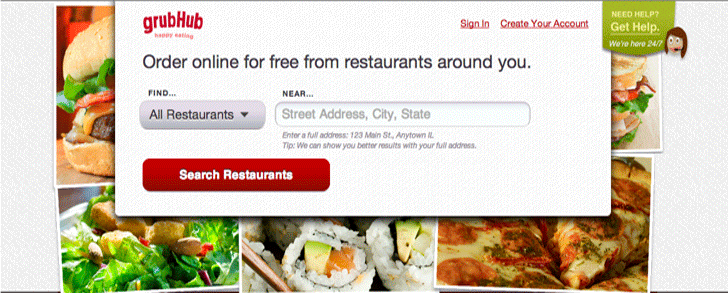 grubHub
happy eating
Sign In Create Your Account
NEED HELP?
Get Help.
We're here 24/7
Order online for free from restaurants around you.
FIND... NEAR...
All Restaurants Street Address, City, State
Enter a full address: 123 Main St., Anytown IL
Tip: We can show you better results with your full address.
Search Restaurants